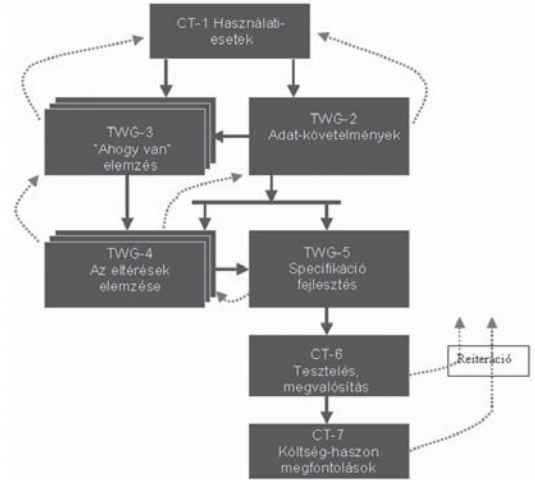 CT-1 Használati-
esetek
TWG-3
"Ahogy van"
elemzés
TWG-2
Adat-követelmények
TWG-4
Az eltérések
elemzése
TWG-5
Specifikáció
fejlesztés
CT-6
Tesztelés,
megvalósítás
Reiteráció
CT-7
Költség-haszon
megfontolások